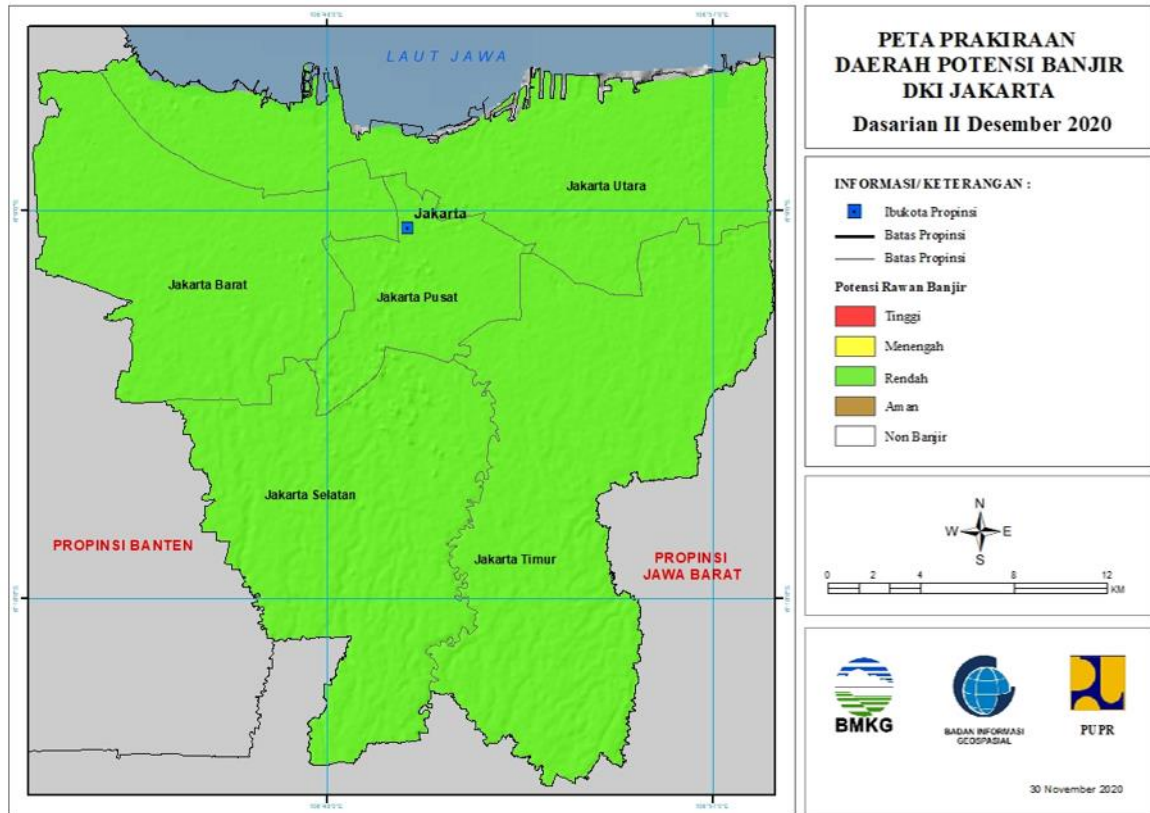 LAUT JAWA
Jakarta Utara
Jakarta
Jakarta Barat
Jakarta Pusat
Jakarta Selatan
PROPINSI BANTEN
Jakarta Timur
PROPINSI
JAWA BARAT
PETA PRAKIRAAN
DAERAH POTENSI BANJIR
DKI JAKARTA
Dasarian II Desember 2020
INFORMASI/KETERANGAN :
Ibukota Propinsi
Batas Propinsi
Batas Propinsi
Potensi Rawan Banjir
Tinggi
Menengah
Rendah
Aman
Non Banjir
N
W E
S
0 2 4 8 12
KM
BMKG
BADAN INFORMASI
GEOSPASIAL
PUPR
30 November 2020